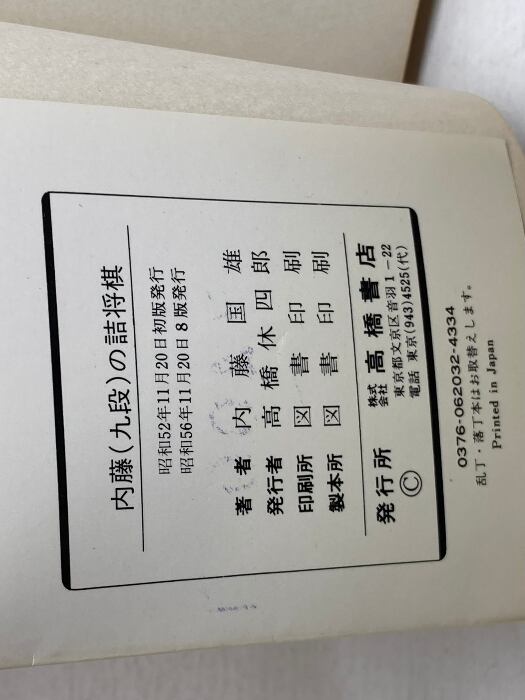 内藤(九段)の詰将棋
昭和52年11月20日初版発行
昭和56年11月20日8版発行
著者 内藤国雄
発行者 高橋休四郎
印刷所 図書印刷
製本所 図書印刷
発行所 株式会社 高橋書店
© 東京都文京区音羽1-22
電話 東京(943)4525(代)
0376-062032-4334
乱丁・落丁本はお取替えします。
Printed in Japan